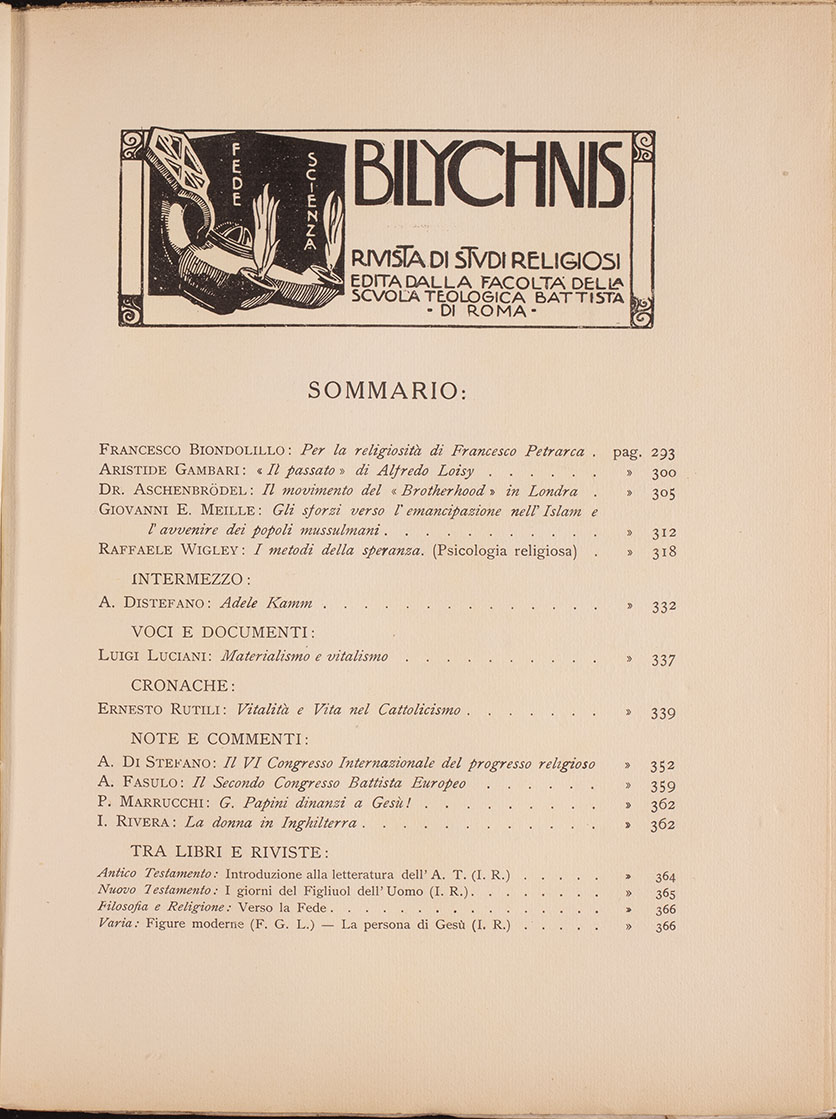 FEDE
SCIENZA
BILYCHNIS
RIVISTA DI STVDI RELIGIOSI
EDITA DALLA FACOLTA' DELLA
SCVOLA TEOLOGICA BATTISTA
· DI ROMA ·
SOMMARIO:
FRANCESCO BIONDOLILLO: Per la religiosità di Francesco Petrarca . pag. 293
ARISTIDE GAMBARI: « Il passato » di Alfredo Loisy . . . . . . » 300
DR. ASCHENBRÖDEL: Il movimento del « Brotherhood » in Londra . » 305
GIOVANNI E. MEILLE: Gli sforzi verso l'emancipazione nell'Islam e
l'avvenire dei popoli mussulmani . . . . . . . . . . . » 312
RAFFAELE WIGLEY: I metodi della speranza. (Psicologia religiosa) . » 318
INTERMEZZO:
A. DISTEFANO: Adele Kamm . . . . . . . . . . . . . . » 332
VOCI E DOCUMENTI:
LUIGI LUCIANI: Materialismo e vitalismo . . . . . . . . . . » 337
CRONACHE:
ERNESTO RUTILI: Vitalità e Vita nel Cattolicismo . . . . . . . » 339
NOTE E COMMENTI:
A. DI STEFANO: Il VI Congresso Internazionale del progresso religioso » 352
A. FASULO: Il Secondo Congresso Battista Europeo . . . . . . » 359
P. MARRUCCHI: G. Papini dinanzi a Gesù! . . . . . . . . . » 362
I. RIVERA: La donna in Inghilterra . . . . . . . . . . . . » 362
TRA LIBRI E RIVISTE:
Antico Testamento: Introduzione alla letteratura dell'A. T. (I. R.) . . . . . » 364
Nuovo Testamento: I giorni del Figliuol dell'Uomo (I. R.) . . . . . . . . » 365
Filosofia e Religione: Verso la Fede . . . . . . . . . . . . . . . . » 366
Varia: Figure moderne (F. G. L.) — La persona di Gesù (I. R.) . . . . . » 366